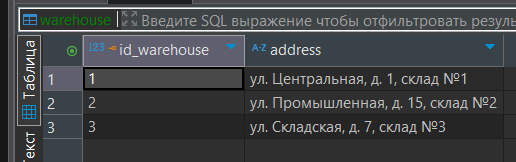 warehouse Введите SQL выражение чтобы отфильтровать резуль
Таблица
123 id_warehouse A-Z address
1 1 ул. Центральная, д. 1, склад №1
2 2 ул. Промышленная, д. 15, склад №2
3 3 ул. Складская, д. 7, склад №3
Текст